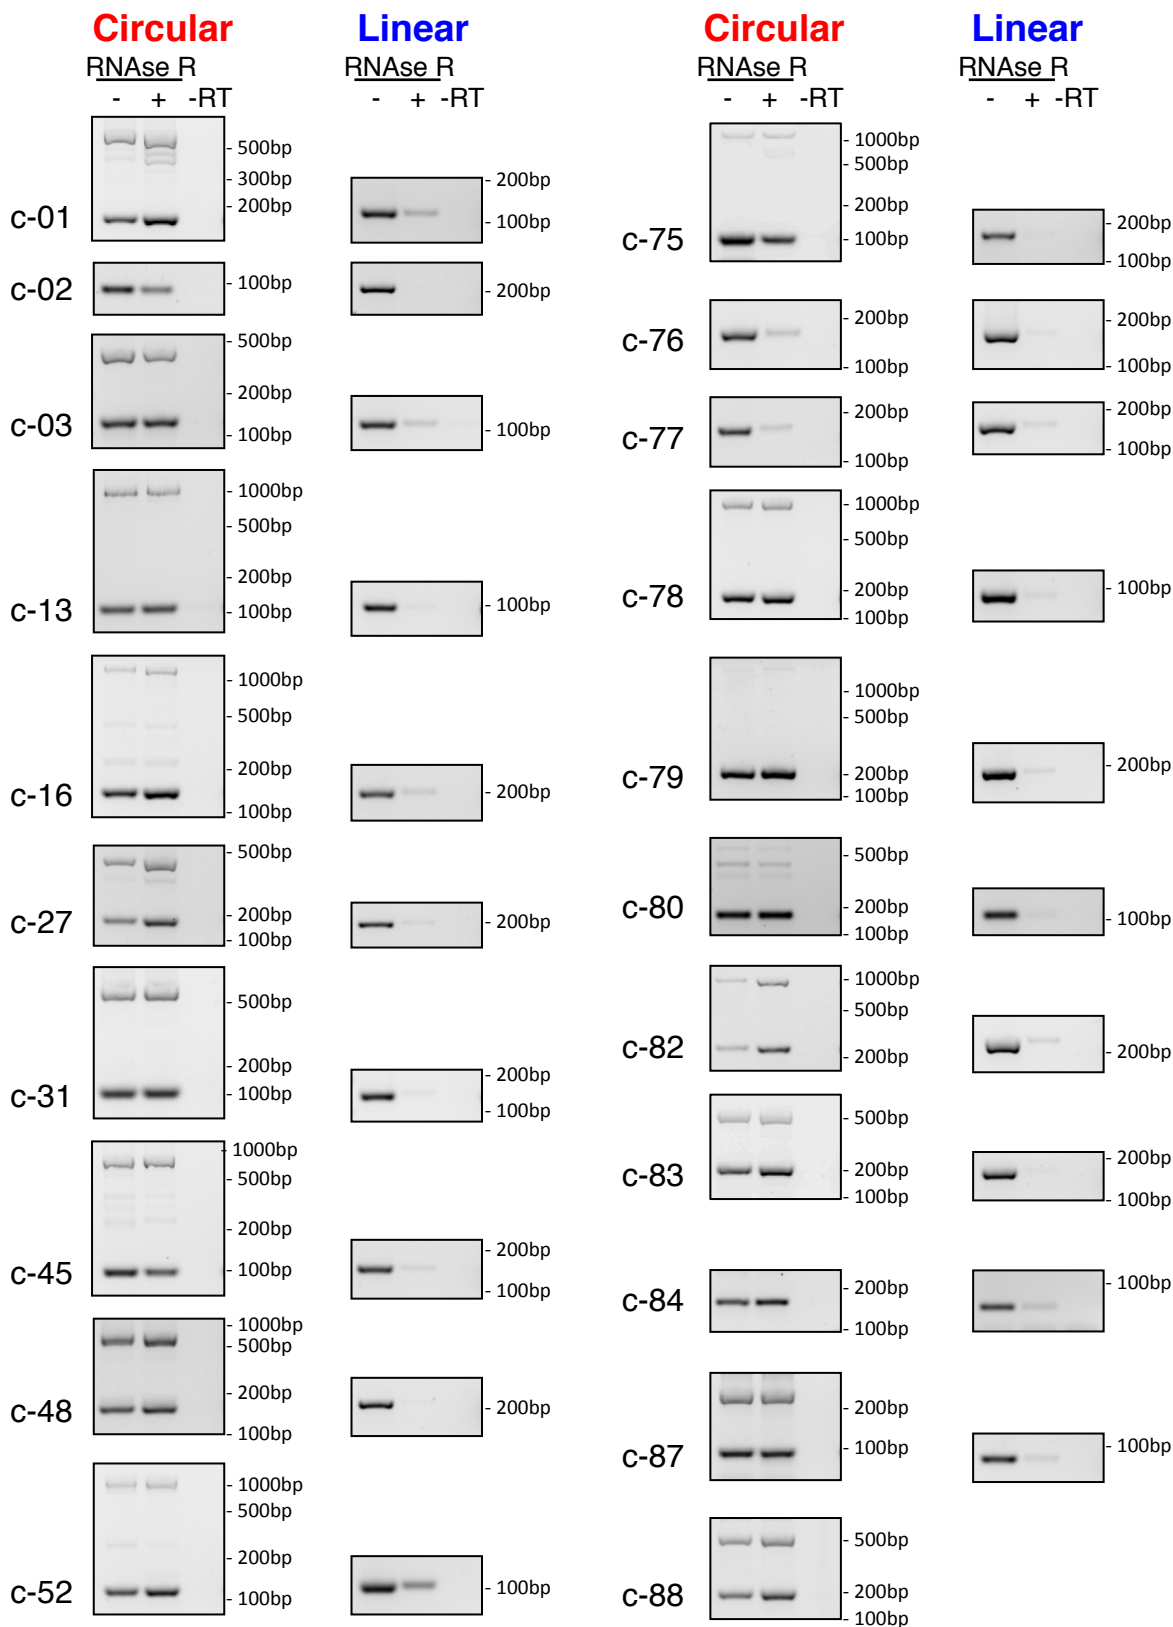 Circular Linear
RNAse R RNAse R
- + -RT - + -RT
c-01
- 500bp
- 300bp
- 200bp
- 200bp
- 100bp
c-02
- 100bp
- 200bp
c-03
- 500bp
- 200bp
- 100bp
- 100bp
c-13
- 1000bp
- 500bp
- 200bp
- 100bp
- 100bp
c-16
- 1000bp
- 500bp
- 200bp
- 100bp
- 200bp
c-27
- 500bp
- 200bp
- 100bp
- 200bp
c-31
- 500bp
- 200bp
- 100bp
- 200bp
- 100bp
c-45
- 1000bp
- 500bp
- 200bp
- 100bp
- 200bp
- 100bp
c-48
- 1000bp
- 500bp
- 200bp
- 100bp
- 200bp
c-52
- 1000bp
- 500bp
- 200bp
- 100bp
- 100bp
Circular Linear
RNAse R RNAse R
- + -RT - + -RT
c-75
- 1000bp
- 500bp
- 200bp
- 100bp
- 200bp
- 100bp
c-76
- 200bp
- 100bp
- 200bp
- 100bp
c-77
- 200bp
- 100bp
- 200bp
- 100bp
c-78
- 1000bp
- 500bp
- 200bp
- 100bp
- 100bp
c-79
- 1000bp
- 500bp
- 200bp
- 100bp
- 200bp
c-80
- 500bp
- 200bp
- 100bp
- 100bp
c-82
- 1000bp
- 500bp
- 200bp
- 200bp
c-83
- 500bp
- 200bp
- 100bp
- 200bp
- 100bp
c-84
- 200bp
- 100bp
- 100bp
c-87
- 200bp
- 100bp
- 100bp
c-88
- 500bp
- 200bp
- 100bp